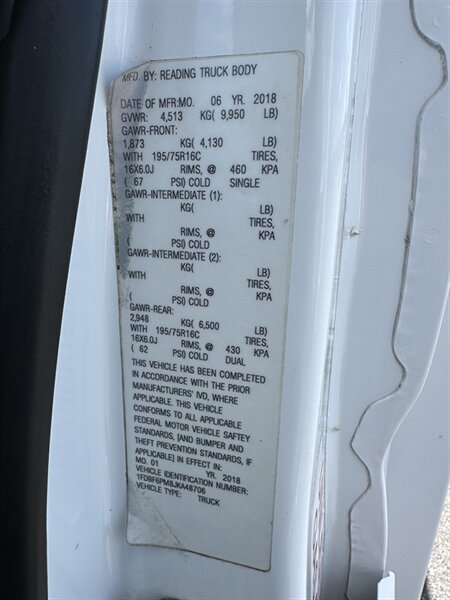 MFD. BY: READING TRUCK BODY
DATE OF MFR:MO. 06 YR. 2018
GVWR: 4,513 KG( 9,950 LB)
GAWR-FRONT:
1,873 KG( 4,130 LB)
WITH 195/75R16C TIRES,
16X6.0J RIMS, @ 460 KPA
( 67 PSI) COLD SINGLE
GAWR-INTERMEDIATE (1):
KG( LB)
WITH TIRES,
RIMS, @ KPA
( PSI) COLD
GAWR-INTERMEDIATE (2):
KG( LB)
WITH TIRES,
RIMS, @ KPA
( PSI) COLD
GAWR-REAR:
2,948 KG( 6,500 LB)
WITH 195/75R16C TIRES,
16X6.0J RIMS, @ 430 KPA
( 62 PSI) COLD DUAL
THIS VEHICLE HAS BEEN COMPLETED
IN ACCORDANCE WITH THE PRIOR
MANUFACTURERS' IVD, WHERE
APPLICABLE. THIS VEHICLE
CONFORMS TO ALL APPLICABLE
FEDERAL MOTOR VEHICLE SAFTEY
STANDARDS, [AND BUMPER AND
THEFT PREVENTION STANDARDS, IF
APPLICABLE] IN EFFECT IN:
MO. 01 YR. 2018
VEHICLE IDENTIFICATION NUMBER:
1FDBF6PM8JKA48706
VEHICLE TYPE: TRUCK